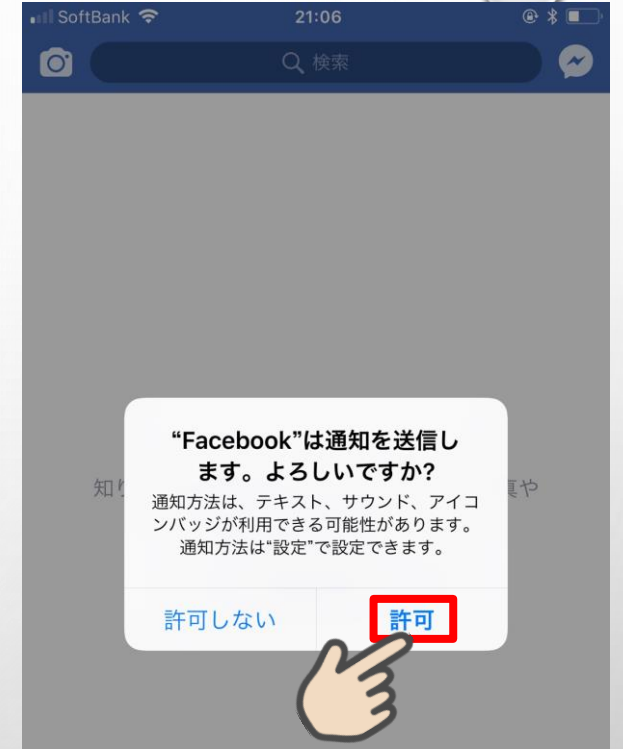 SoftBank 21:06
検索
“Facebook”は通知を送信し
ます。よろしいですか?
知り
真や
通知方法は、テキスト、サウンド、アイコ
ンバッジが利用できる可能性があります。
通知方法は“設定”で設定できます。
許可しない 許可